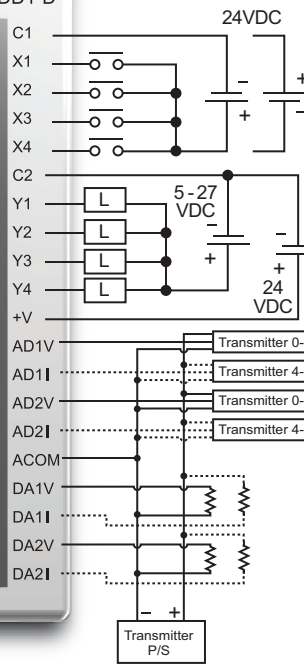 24VDC
C1
X1
X2
X3
X4
C2
Y1 L
Y2 L
Y3 L
Y4 L
5-27
VDC
24
VDC
+V
AD1V
AD1I
AD2V
AD2I
ACOM
DA1V
DA1I
DA2V
DA2I
Transmitter 0-
Transmitter 4-
Transmitter 0-
Transmitter 4-
- +
Transmitter
P/S